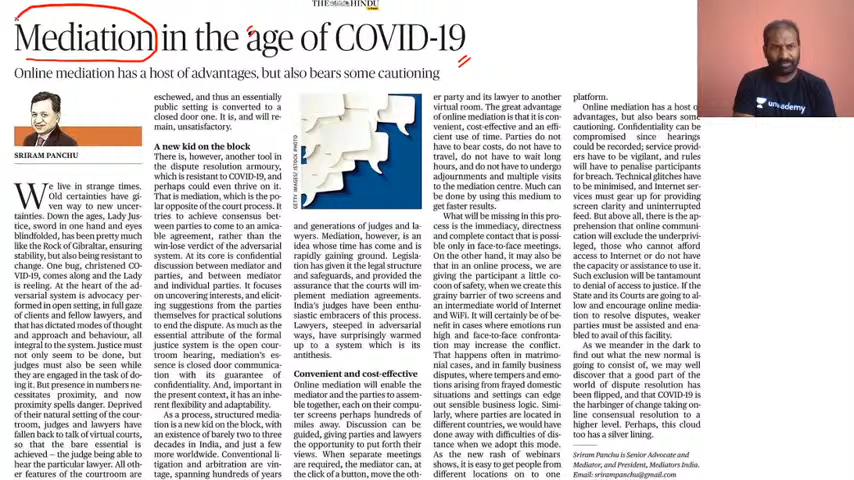 THE HINDU
Mediation in the age of COVID-19
Online mediation has a host of advantages, but also bears some cautioning
SRIRAM PANCHU
We live in strange times.
Old certainties have gi-
ven way to new uncer-
tainties. Down the ages, Lady Jus-
tice, sword in one hand and eyes
blindfolded, has been pretty much
like the Rock of Gibraltar, ensuring
stability, but also being resistant to
change. One bug, christened CO-
VID-19, comes along and the Lady
is reeling. At the heart of the ad-
versarial system is advocacy per-
formed in open setting, in full gaze
of clients and fellow lawyers, and
that has dictated modes of thought
and approach and behaviour, all
integral to the system. Justice must
not only seem to be done, but
judges must also be seen while
they are engaged in the task of do-
ing it. But presence in numbers ne-
cessitates proximity, and now
proximity spells danger. Deprived
of their natural setting of the cour-
troom, judges and lawyers have
fallen back to talk of virtual courts,
so that the bare essential is
achieved – the judge being able to
hear the particular lawyer. All oth-
er features of the courtroom are
eschewed, and thus an essentially
public setting is converted to a
closed door one. It is, and will re-
main, unsatisfactory.
A new kid on the block
There is, however, another tool in
the dispute resolution armoury,
which is resistant to COVID-19, and
perhaps could even thrive on it.
That is mediation, which is the po-
lar opposite of the court process. It
tries to achieve consensus bet-
ween parties to come to an amica-
ble agreement, rather than the
win-lose verdict of the adversarial
system. At its core is confidential
discussion between mediator and
parties, and between mediator
and individual parties. It focuses
on uncovering interests, and elicit-
ing suggestions from the parties
themselves for practical solutions
to end the dispute. As much as the
essential attribute of the formal
justice system is the open cour-
troom hearing, mediation's es-
sence is closed door communica-
tion with its guarantee of
confidentiality. And, important in
the present context, it has an inhe-
rent flexibility and adaptability.
As a process, structured media-
tion is a new kid on the block, with
an existence of barely two to three
decades in India, and just a few
more worldwide. Conventional li-
tigation and arbitration are vin-
tage, spanning hundreds of years
GETTY IMAGES/ISTOCK PHOTO
and generations of judges and la-
wyers. Mediation, however, is an
idea whose time has come and is
rapidly gaining ground. Legisla-
tion has given it the legal structure
and safeguards, and provided the
assurance that the courts will im-
plement mediation agreements.
India's judges have been enthu-
siastic embracers of this process.
Lawyers, steeped in adversarial
ways, have surprisingly warmed
up to a system which is its
antithesis.
Convenient and cost-effective
Online mediation will enable the
mediator and the parties to assem-
ble together, each on their compu-
ter screens perhaps hundreds of
miles away. Discussion can be
guided, giving parties and lawyers
the opportunity to put forth their
views. When separate meetings
are required, the mediator can, at
the click of a button, move the oth-
er party and its lawyer to another
virtual room. The great advantage
of online mediation is that it is con-
venient, cost-effective and an effi-
cient use of time. Parties do not
have to bear costs, do not have to
travel, do not have to wait long
hours, and do not have to undergo
adjournments and multiple visits
to the mediation centre. Much can
be done by using this medium to
get faster results.
What will be missing in this pro-
cess is the immediacy, directness
and complete contact that is possi-
ble only in face-to-face meetings.
On the other hand, it may also be
that in an online process, we are
giving the participant a little co-
coon of safety, when we create this
grainy barrier of two screens and
an intermediate world of Internet
and WiFi. It will certainly be of be-
nefit in cases where emotions run
high and face-to-face confronta-
tion may increase the conflict.
That happens often in matrimo-
nial cases, and in family business
disputes, where tempers and emo-
tions arising from frayed domestic
situations and settings can edge
out sensible business logic. Simi-
larly, where parties are located in
different countries, we would have
done away with difficulties of dis-
tance when we adopt this mode.
As the new rash of webinars
shows, it is easy to get people from
different locations on to one
platform.
Online mediation has a host of
advantages, but also bears some
cautioning. Confidentiality can be
compromised since hearings
could be recorded; service provid-
ers have to be vigilant, and rules
will have to penalise participants
for breach. Technical glitches have
to be minimised, and Internet ser-
vices must gear up for providing
screen clarity and uninterrupted
feed. But above all, there is the ap-
prehension that online communi-
cation will exclude the underprivi-
leged, those who cannot afford
access to Internet or do not have
the capacity or assistance to use it.
Such exclusion will be tantamount
to denial of access to justice. If the
State and its Courts are going to al-
low and encourage online media-
tion to resolve disputes, weaker
parties must be assisted and ena-
bled to avail of this facility.
As we meander in the dark to
find out what the new normal is
going to consist of, we may well
discover that a good part of the
world of dispute resolution has
been flipped, and that COVID-19 is
the harbinger of change taking on-
line consensual resolution to a
higher level. Perhaps, this cloud
too has a silver lining.
Sriram Panchu is Senior Advocate and
Mediator, and President, Mediators India.
Email: srirampanchu@gmail.com